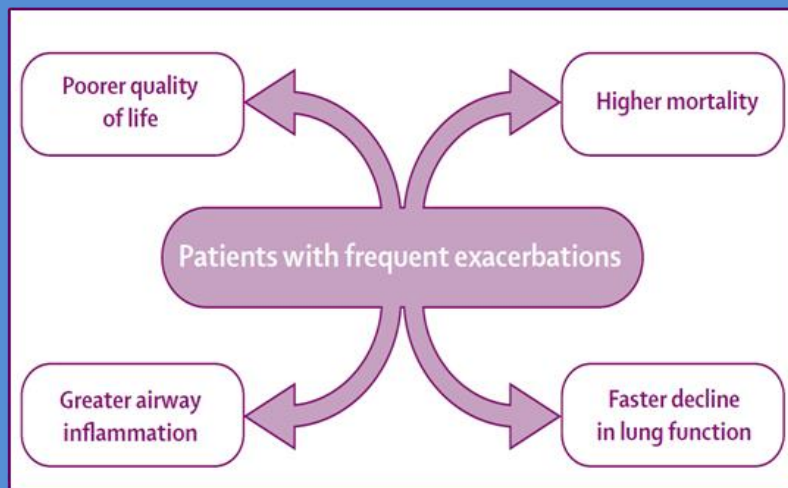 Poorer quality
of life
Higher mortality
Patients with frequent exacerbations
Greater airway
inflammation
Faster decline
in lung function